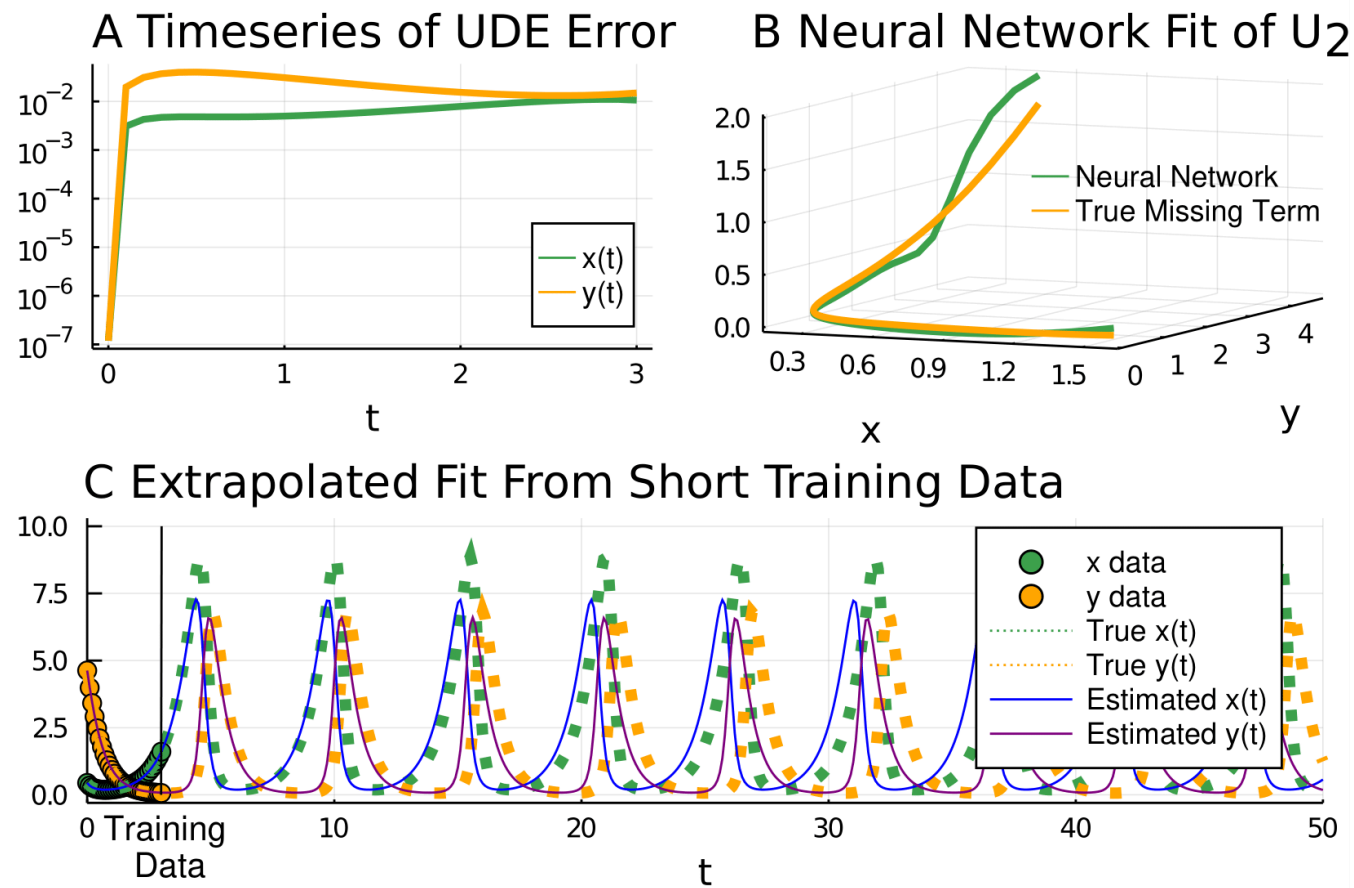 A Timeseries of UDE Error
10⁻²
10⁻³
10⁻⁴
10⁻⁵
10⁻⁶
10⁻⁷
x(t)
y(t)
0 1 2 3
t
B Neural Network Fit of U₂
2.0
1.5
1.0
0.5
0.0
Neural Network
True Missing Term
0.3 0.6 0.9 1.2 1.5
0 1 2 3 4
x
y
C Extrapolated Fit From Short Training Data
10.0
7.5
5.0
2.5
0.0
x data
y data
True x(t)
True y(t)
Estimated x(t)
Estimated y(t)
0 10 20 30 40 50
Training
Data
t